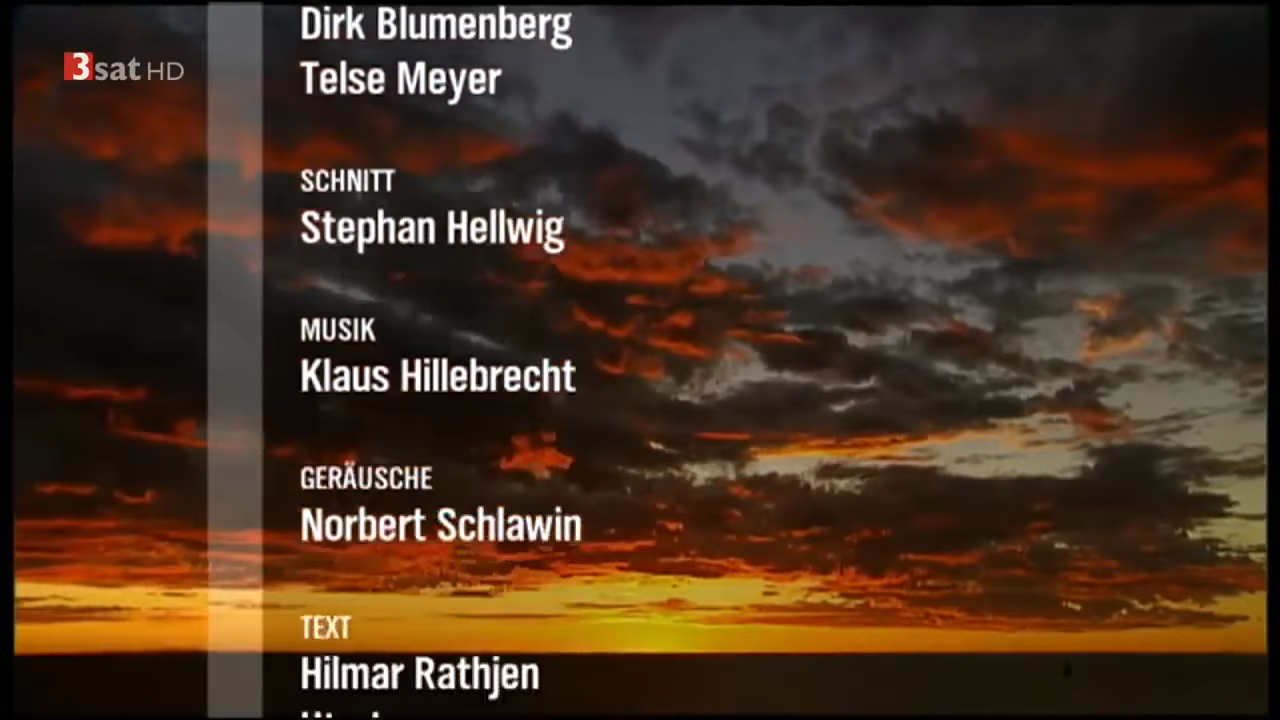 Dirk Blumenberg
3sat HD
Telse Meyer
SCHNITT
Stephan Hellwig
MUSIK
Klaus Hillebrecht
GERÄUSCHE
Norbert Schlawin
TEXT
Hilmar Rathjen